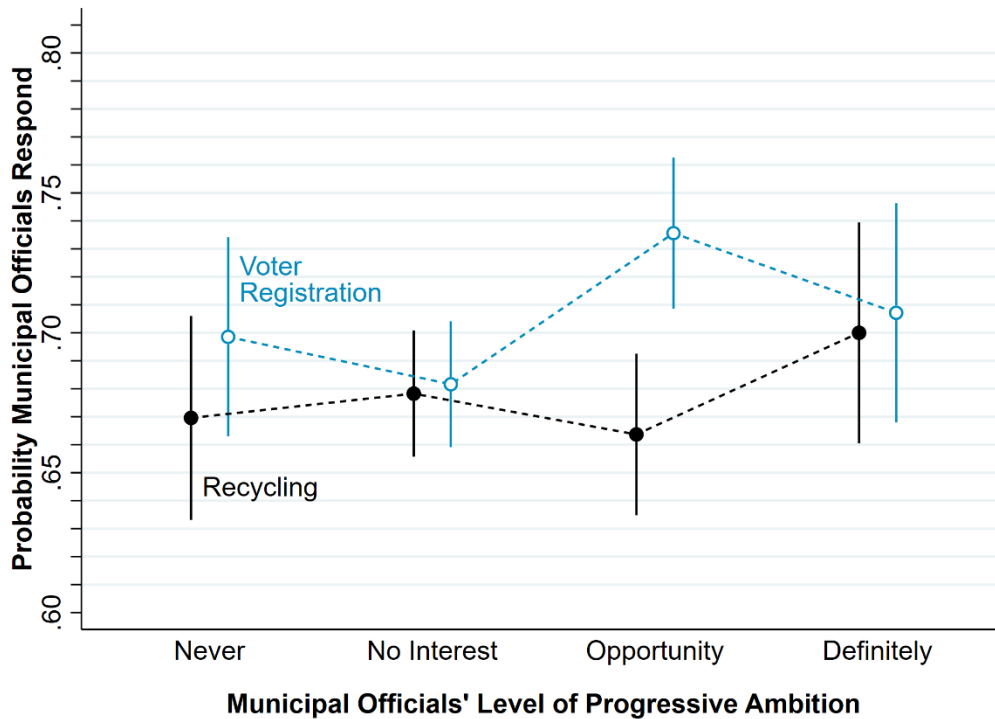 Probability Municipal Officials Respond
.80
.75
.70
.65
.60
Voter
Registration
Recycling
Never
No Interest
Opportunity
Definitely
Municipal Officials' Level of Progressive Ambition